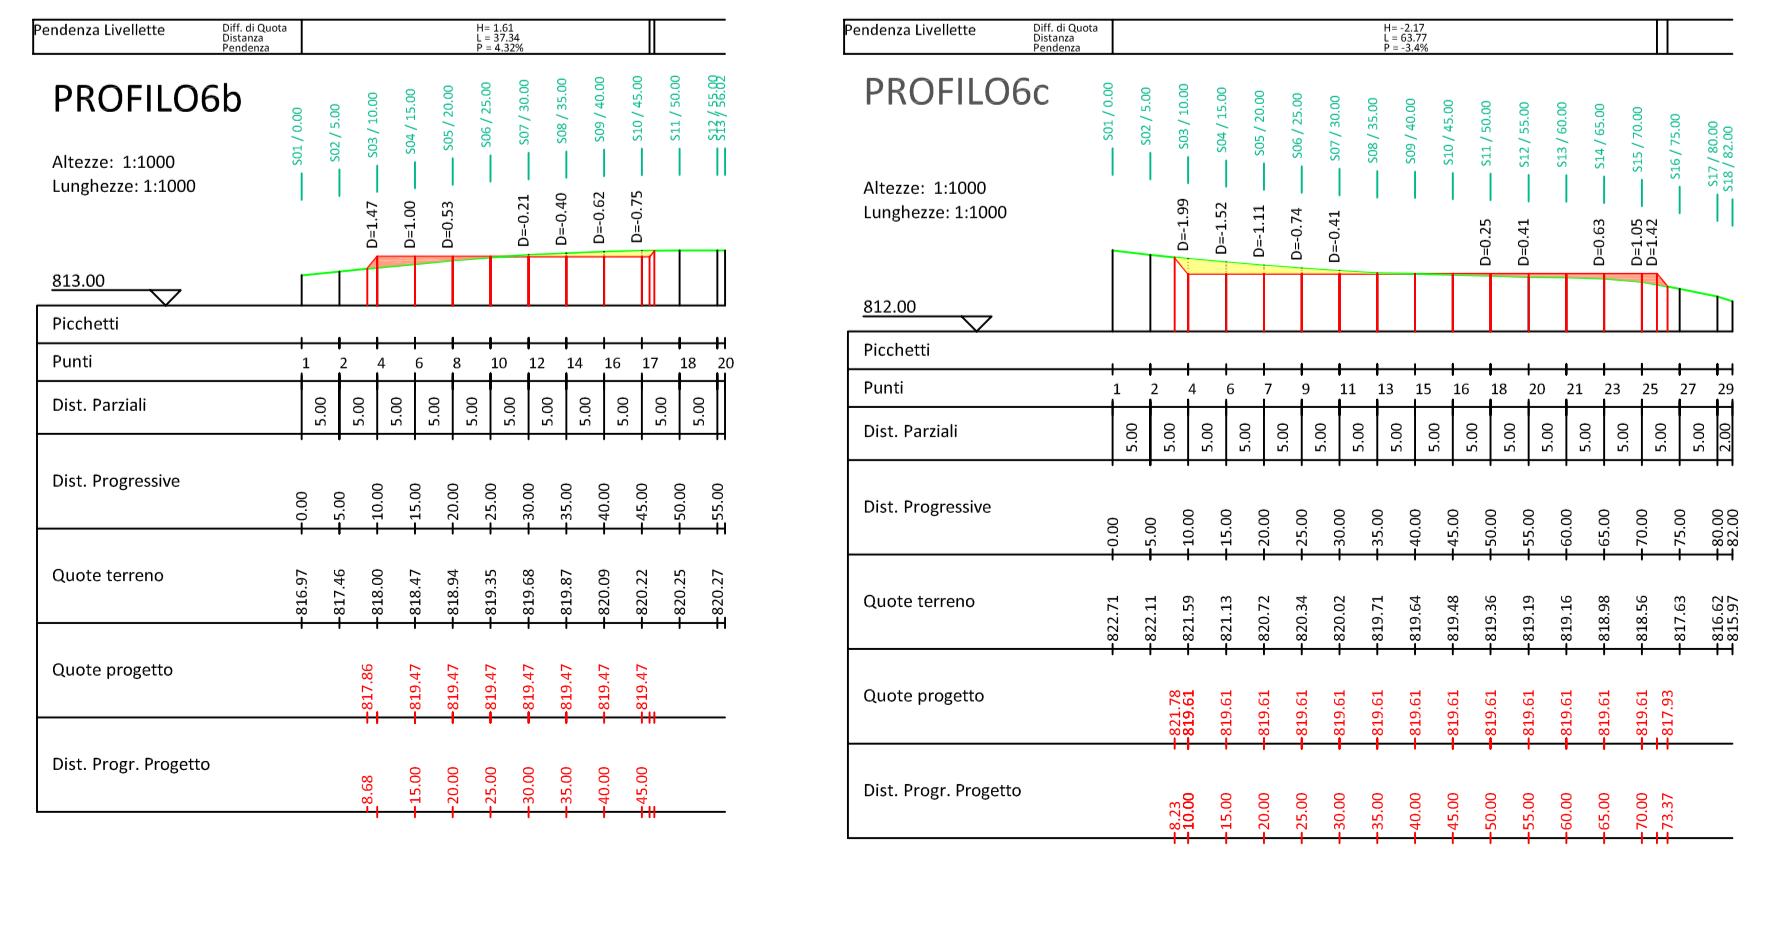 Pendenza Livellette
Diff. di Quota
Distanza
Pendenza
H= 1.61
L = 37.34
P = 4.32%
PROFILO6b
Altezze: 1:1000
Lunghezze: 1:1000
S01 / 0.00
S02 / 5.00
S03 / 10.00
S04 / 15.00
S05 / 20.00
S06 / 25.00
S07 / 30.00
S08 / 35.00
S09 / 40.00
S10 / 45.00
S11 / 50.00
S12 / 55.00
S13 / 56.02
D=1.47
D=1.00
D=0.53
D=-0.21
D=-0.40
D=-0.62
D=-0.75
813.00
Picchetti
Punti 1 2 4 6 8 10 12 14 16 17 18 20
Dist. Parziali 5.00 5.00 5.00 5.00 5.00 5.00 5.00 5.00 5.00 5.00 5.00
Dist. Progressive 0.00 5.00 10.00 15.00 20.00 25.00 30.00 35.00 40.00 45.00 50.00 55.00
Quote terreno 816.97 817.46 818.00 818.47 818.94 819.35 819.68 819.87 820.09 820.22 820.25 820.27
Quote progetto 817.86 819.47 819.47 819.47 819.47 819.47 819.47 819.47
Dist. Progr. Progetto 8.68 15.00 20.00 25.00 30.00 35.00 40.00 45.00
Pendenza Livellette
Diff. di Quota
Distanza
Pendenza
H= -2.17
L = 63.77
P = -3.4%
PROFILO6c
Altezze: 1:1000
Lunghezze: 1:1000
S01 / 0.00
S02 / 5.00
S03 / 10.00
S04 / 15.00
S05 / 20.00
S06 / 25.00
S07 / 30.00
S08 / 35.00
S09 / 40.00
S10 / 45.00
S11 / 50.00
S12 / 55.00
S13 / 60.00
S14 / 65.00
S15 / 70.00
S16 / 75.00
S17 / 80.00
S18 / 82.00
D=-1.99
D=-1.52
D=-1.11
D=-0.74
D=-0.41
D=0.25
D=0.41
D=0.63
D=1.05
D=1.42
812.00
Picchetti
Punti 1 2 4 6 7 9 11 13 15 16 18 20 21 23 25 27 29
Dist. Parziali 5.00 5.00 5.00 5.00 5.00 5.00 5.00 5.00 5.00 5.00 5.00 5.00 5.00 5.00 5.00 5.00 2.00
Dist. Progressive 0.00 5.00 10.00 15.00 20.00 25.00 30.00 35.00 40.00 45.00 50.00 55.00 60.00 65.00 70.00 75.00 80.00 82.00
Quote terreno 822.71 822.11 821.59 821.13 820.72 820.34 820.02 819.71 819.64 819.48 819.36 819.19 819.16 818.98 818.56 817.63 816.62 815.97
Quote progetto 821.78 819.61 819.61 819.61 819.61 819.61 819.61 819.61 819.61 819.61 819.61 819.61 819.61 819.61 817.93
Dist. Progr. Progetto 8.23 10.00 15.00 20.00 25.00 30.00 35.00 40.00 45.00 50.00 55.00 60.00 65.00 70.00 73.37